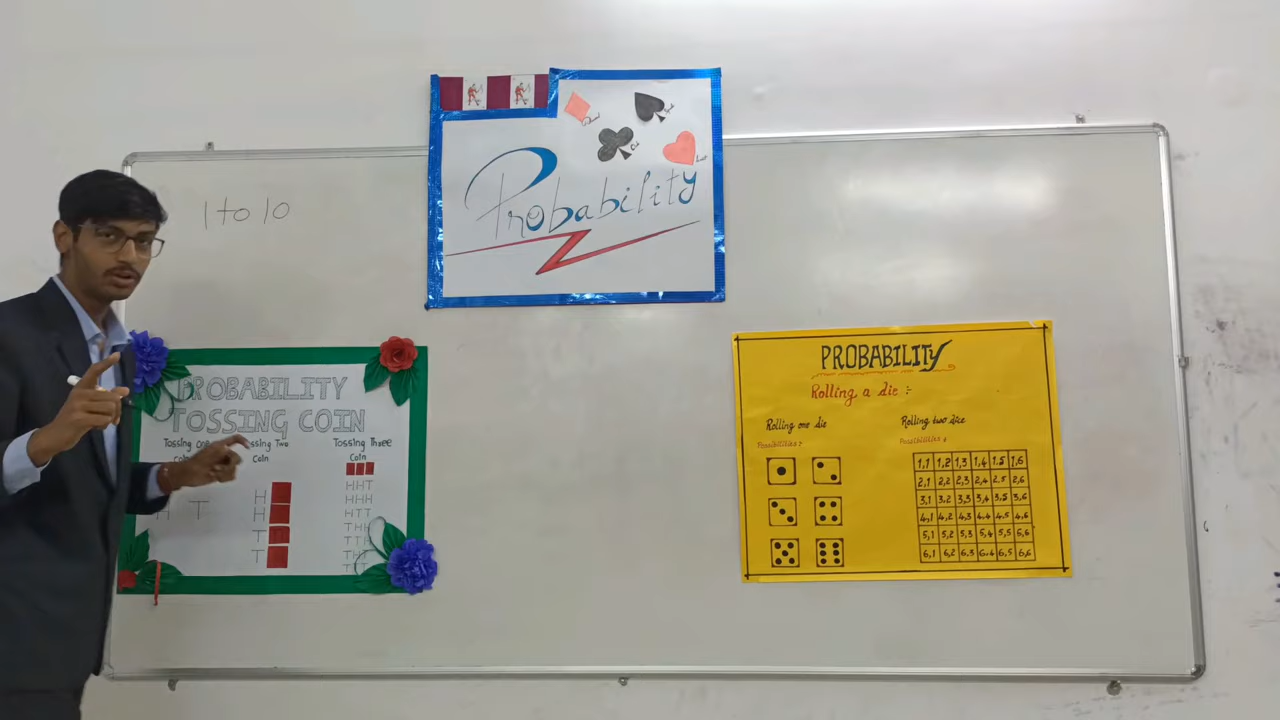 1 to 10
Probability
PROBABILITY
TOSSING COIN
Tossing One
Tossing Two
Coin
Tossing Three
Coin
H T
H
H
T
T
HHT
HHH
HTT
THH
PROBABILITY
Rolling a die :-
Rolling one die
Possibilities :
Rolling two dice
Possibilities :
1,1 1,2 1,3 1,4 1,5 1,6
2,1 2,2 2,3 2,4 2,5 2,6
3,1 3,2 3,3 3,4 3,5 3,6
4,1 4,2 4,3 4,4 4,5 4,6
5,1 5,2 5,3 5,4 5,5 5,6
6,1 6,2 6,3 6,4 6,5 6,6